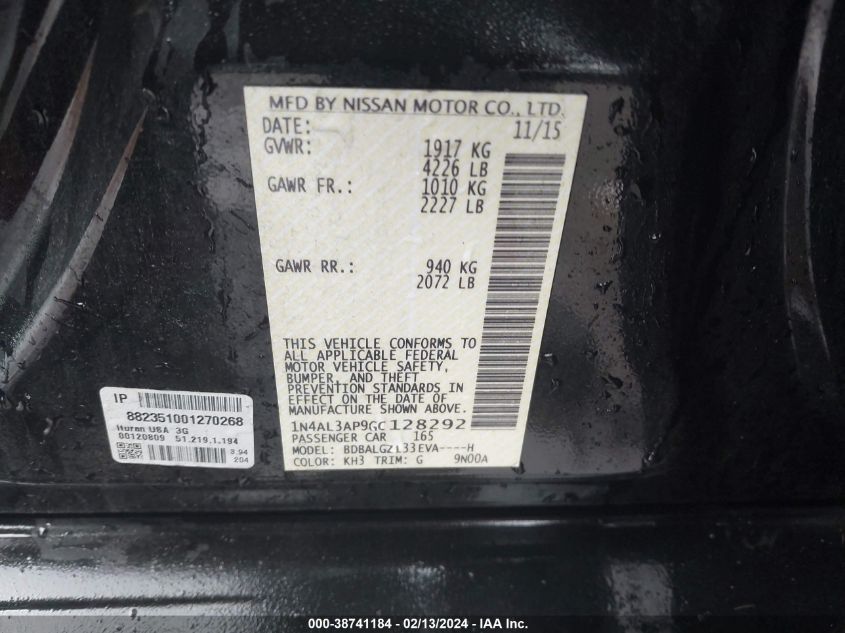 MFD BY NISSAN MOTOR CO., LTD.
DATE: 11/15
GVWR: 1917 KG
4226 LB
GAWR FR.: 1010 KG
2227 LB
GAWR RR.: 940 KG
2072 LB
THIS VEHICLE CONFORMS TO
ALL APPLICABLE FEDERAL
MOTOR VEHICLE SAFETY,
BUMPER, AND THEFT
PREVENTION STANDARDS IN
EFFECT ON THE DATE OF
MANUFACTURE SHOWN ABOVE.
1N4AL3AP9GC128292
PASSENGER CAR 165
MODEL: BDBALGZL33EVA----H
COLOR: KH3 TRIM: G 9N00A
IP
882351001270268
Huron USA 3G
00120809 51.219.1.194
3.94
204
000-38741184 - 02/13/2024 - IAA Inc.